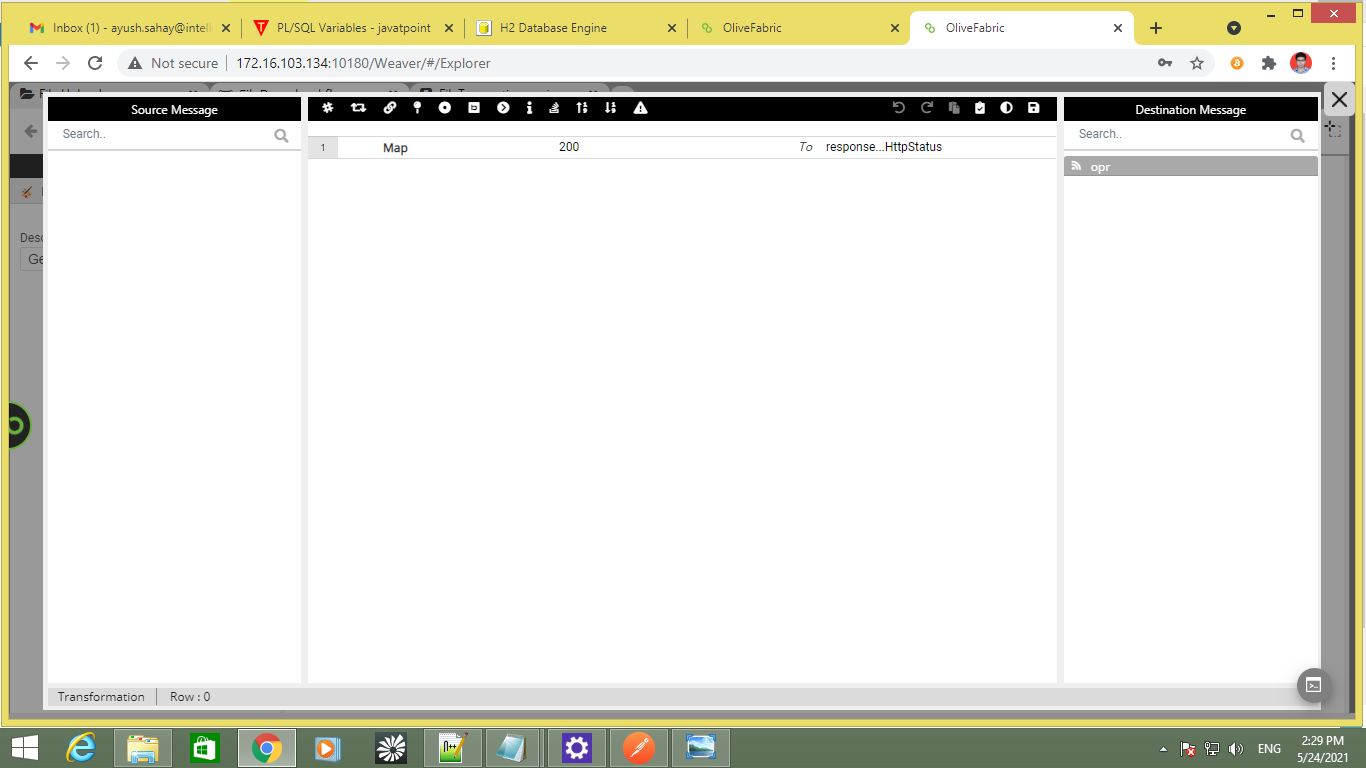 Inbox (1) - ayush.sahay@intell
PL/SQL Variables - javatpoint
H2 Database Engine
OliveFabric
OliveFabric
Not secure 172.16.103.134:10180/Weaver/#/Explorer
Source Message
Destination Message
Search..
Search..
1 Map 200 To response...HttpStatus
opr
Desc
Ge
Transformation Row : 0
ENG
2:29 PM
5/24/2021